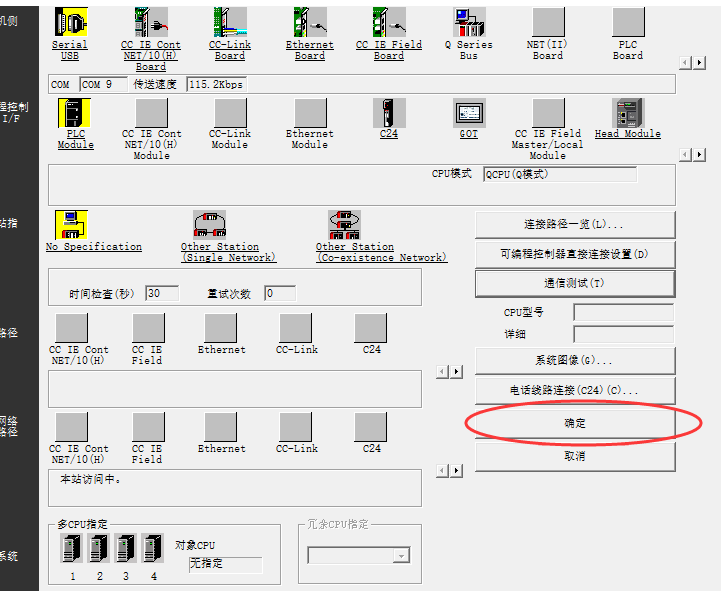 机侧
Serial
USB
CC IE Cont
NET/10(H)
Board
CC-Link
Board
Ethernet
Board
CC IE Field
Board
Q Series
Bus
NET(II)
Board
PLC
Board
COM COM 9 传送速度 115.2Kbps
程控制
I/F
PLC
Module
CC IE Cont
NET/10(H)
Module
CC-Link
Module
Ethernet
Module
C24
GOT
CC IE Field
Master/Local
Module
Head Module
CPU模式 QCPU(Q模式)
站指
No Specification
Other Station
(Single Network)
Other Station
(Co-existence Network)
时间检查(秒) 30 重试次数 0
连接路径一览(L)...
可编程控制器直接连接设置(D)
通信测试(T)
CPU型号
详细
系统图像(G)...
电话线路连接(C24)(C)...
确定
取消
路径
CC IE Cont
NET/10(H)
CC IE
Field
Ethernet
CC-Link
C24
网络
路径
CC IE Cont
NET/10(H)
CC IE
Field
Ethernet
CC-Link
C24
本站访问中。
系统
多CPU指定
1 2 3 4
对象CPU
无指定
冗余CPU指定